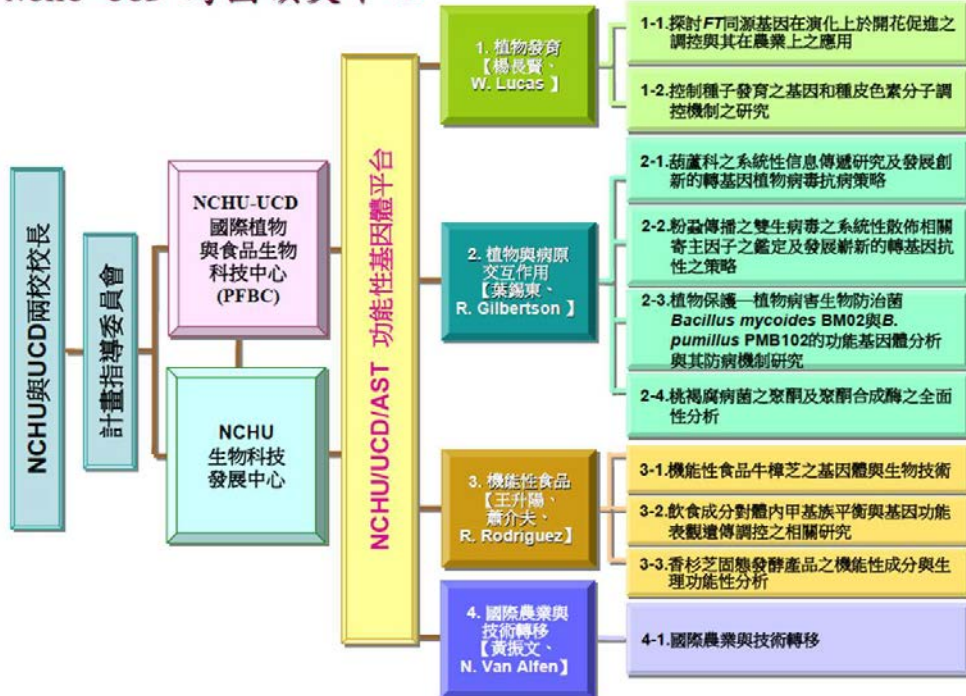 NCHU與UCD兩校校長
計畫指導委員會
NCHU-UCD
國際植物
與食品生物
科技中心
(PFBC)
NCHU
生物科技
發展中心
NCHU/UCD/AST 功能性基因體平台
1. 植物發育
【楊長賢、
W. Lucas 】
1-1.探討FT同源基因在演化上於開花促進之
調控與其在農業上之應用
1-2.控制種子發育之基因和種皮色素分子調
控機制之研究
2. 植物與病原
交互作用
【葉錫東、
R. Gilbertson 】
2-1.葫蘆科之系統性信息傳遞研究及發展創
新的轉基因植物病毒抗病策略
2-2.粉蝨傳播之雙生病毒之系統性散佈相關
寄主因子之鑑定及發展嶄新的轉基因抗
性之策略
2-3.植物保護—植物病害生物防治菌
Bacillus mycoides BM02與B.
pumillus PMB102的功能基因體分析
與其防病機制研究
2-4.桃褐腐病菌之聚酮及聚酮合成酶之全面
性分析
3. 機能性食品
【王升陽、
蕭介夫、
R. Rodriguez】
3-1.機能性食品牛樟芝之基因體與生物技術
3-2.飲食成分對體內甲基族平衡與基因功能
表觀遺傳調控之相關研究
3-3.香杉芝固態發酵產品之機能性成分與生
理功能性分析
4. 國際農業與
技術轉移
【黃振文、
N. Van Alfen】
4-1.國際農業與技術轉移